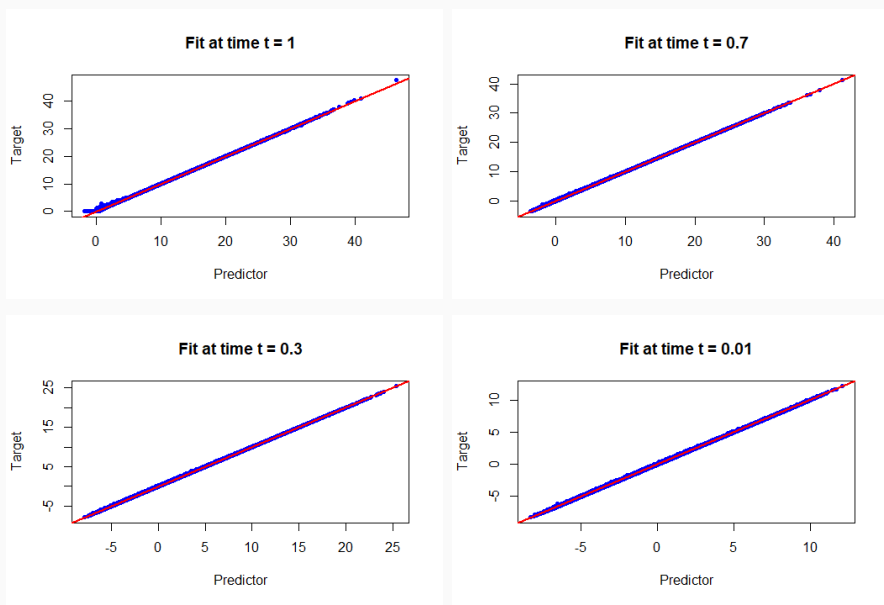 Fit at time t = 1
Target
0 10 20 30 40
0 10 20 30 40
Predictor
Fit at time t = 0.7
Target
0 10 20 30 40
0 10 20 30 40
Predictor
Fit at time t = 0.3
Target
-5 5 15 25
-5 0 5 10 15 20 25
Predictor
Fit at time t = 0.01
Target
-5 0 5 10
-5 0 5 10
Predictor